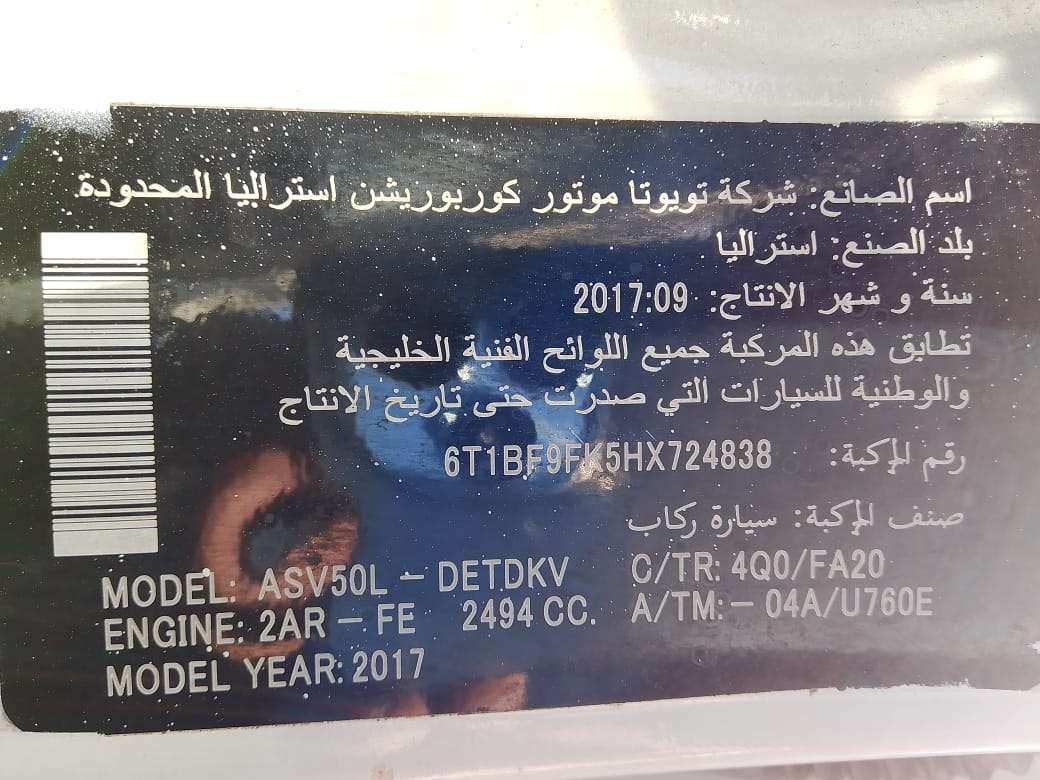 اسم الصانع: شركة تويوتا موتور كوربوريشن استراليا المحدودة
بلد الصنع: استراليا
سنة و شهر الانتاج: 2017:09
تطابق هذه المركبة جميع اللوائح الفنية الخليجية
والوطنية للسيارات التي صدرت حتى تاريخ الانتاج
رقم المركبة: 6T1BF9FK5HX724838
صنف المركبة: سيارة ركاب
MODEL: ASV50L - DETDKV C/TR: 4Q0/FA20
ENGINE: 2AR - FE 2494 CC. A/TM: - 04A/U760E
MODEL YEAR: 2017